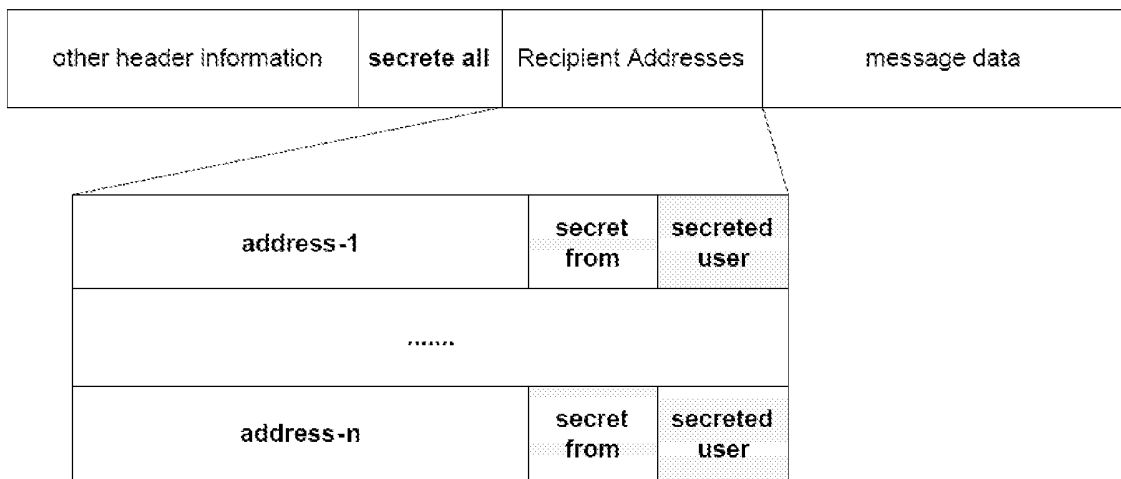 other header information
secrete all
Recipient Addresses
message data
address-1
secret
from
secreted
user
......
address-n
secret
from
secreted
user